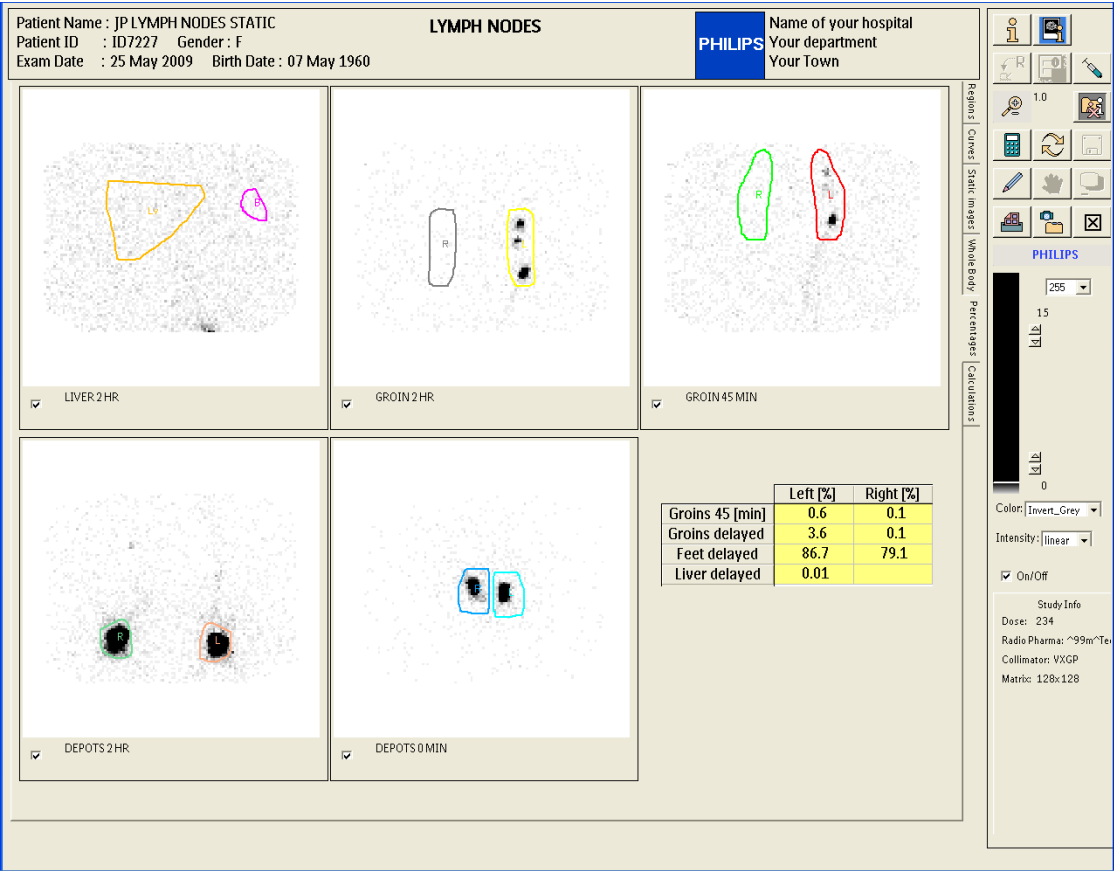 Patient Name : JP LYMPH NODES STATIC
Patient ID : ID7227 Gender : F
Exam Date : 25 May 2009 Birth Date : 07 May 1960
LYMPH NODES
PHILIPS
Name of your hospital
Your department
Your Town
LV
B
LIVER 2 HR
R
L
GROIN 2 HR
R
L
GROIN 45 MIN
R
L
DEPOTS 2 HR
DEPOTS 0 MIN
Left [%] Right [%]
Groins 45 [min] 0.6 0.1
Groins delayed 3.6 0.1
Feet delayed 86.7 79.1
Liver delayed 0.01
Regions
Curves
Static images
Whole Body
Percentages
Calculations
1.0
PHILIPS
255
15
0
Color: Invert_Grey
Intensity: linear
On/Off
Study Info
Dose: 234
Radio Pharma: ^99m^Te
Collimator: VXGP
Matrix: 128x128